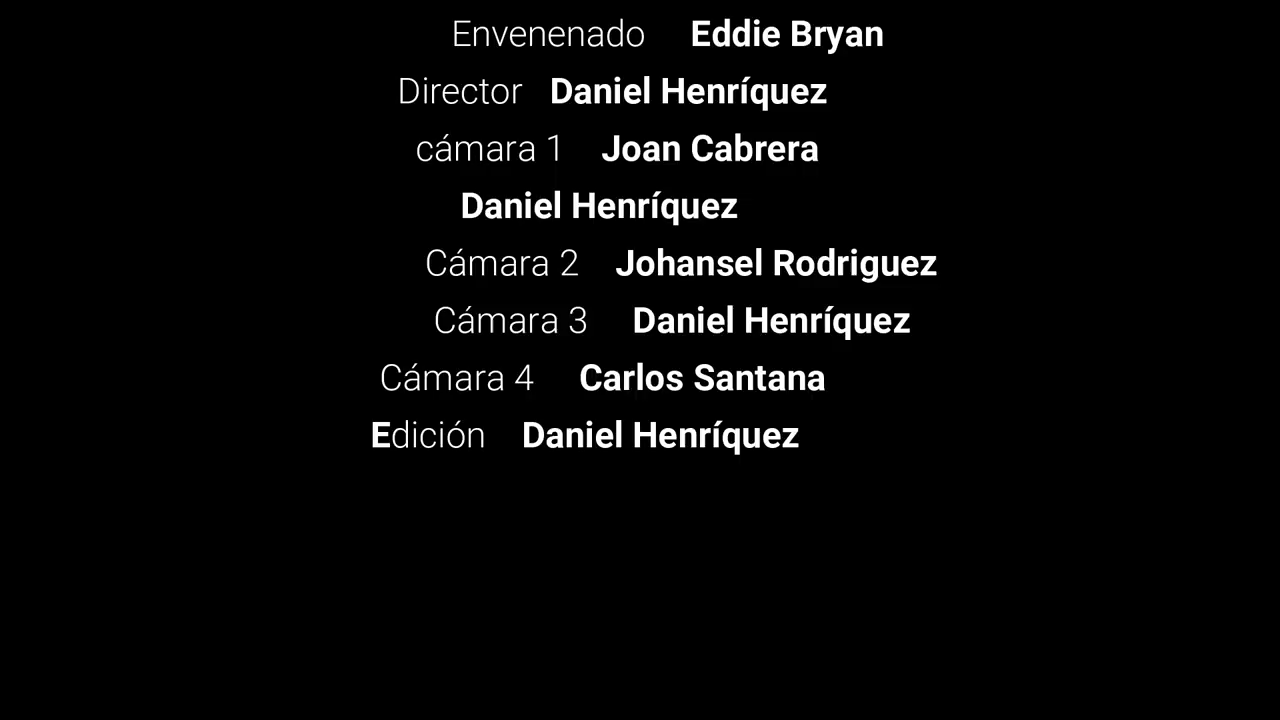 Envenenado Eddie Bryan
Director Daniel Henríquez
cámara 1 Joan Cabrera
Daniel Henríquez
Cámara 2 Johansel Rodriguez
Cámara 3 Daniel Henríquez
Cámara 4 Carlos Santana
Edición Daniel Henríquez